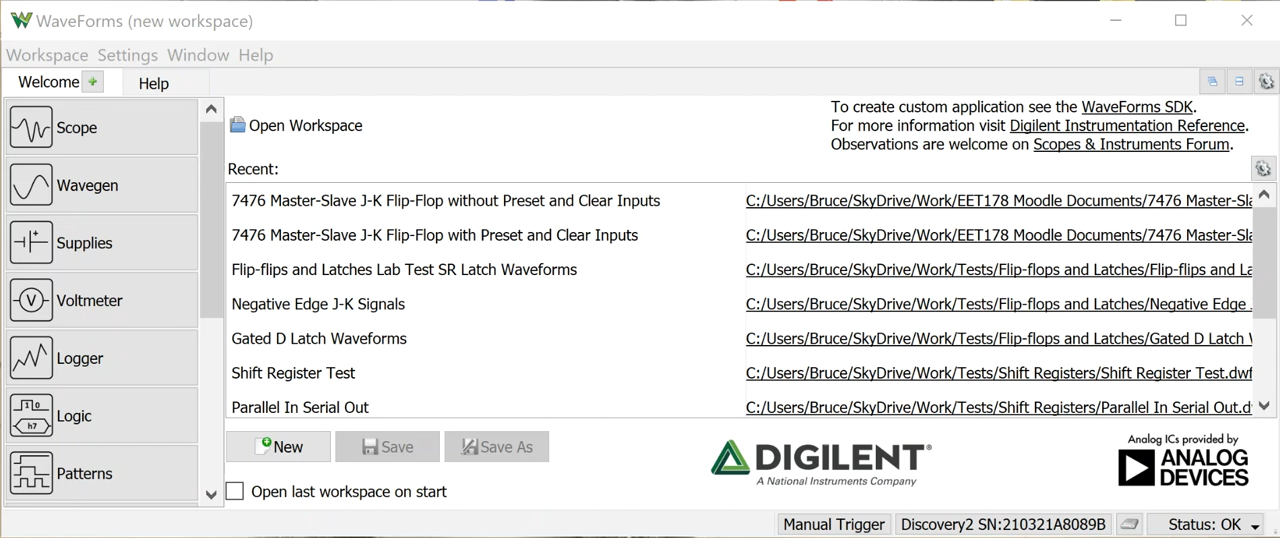 WaveForms (new workspace)
Workspace Settings Window Help
Welcome Help
Scope
Wavegen
Supplies
Voltmeter
Logger
Logic
Patterns
Open Workspace
To create custom application see the WaveForms SDK.
For more information visit Digilent Instrumentation Reference.
Observations are welcome on Scopes & Instruments Forum.
Recent:
7476 Master-Slave J-K Flip-Flop without Preset and Clear Inputs C:/Users/Bruce/SkyDrive/Work/EET178 Moodle Documents/7476 Master-Sla
7476 Master-Slave J-K Flip-Flop with Preset and Clear Inputs C:/Users/Bruce/SkyDrive/Work/EET178 Moodle Documents/7476 Master-Sla
Flip-flips and Latches Lab Test SR Latch Waveforms C:/Users/Bruce/SkyDrive/Work/Tests/Flip-flops and Latches/Flip-flips and La
Negative Edge J-K Signals C:/Users/Bruce/SkyDrive/Work/Tests/Flip-flops and Latches/Negative Edge
Gated D Latch Waveforms C:/Users/Bruce/SkyDrive/Work/Tests/Flip-flops and Latches/Gated D Latch
Shift Register Test C:/Users/Bruce/SkyDrive/Work/Tests/Shift Registers/Shift Register Test.dwf
Parallel In Serial Out C:/Users/Bruce/SkyDrive/Work/Tests/Shift Registers/Parallel In Serial Out.d
New Save Save As
Open last workspace on start
DIGILENT®
A National Instruments Company
Analog ICs provided by
ANALOG
DEVICES
Manual Trigger Discovery2 SN:210321A8089B Status: OK